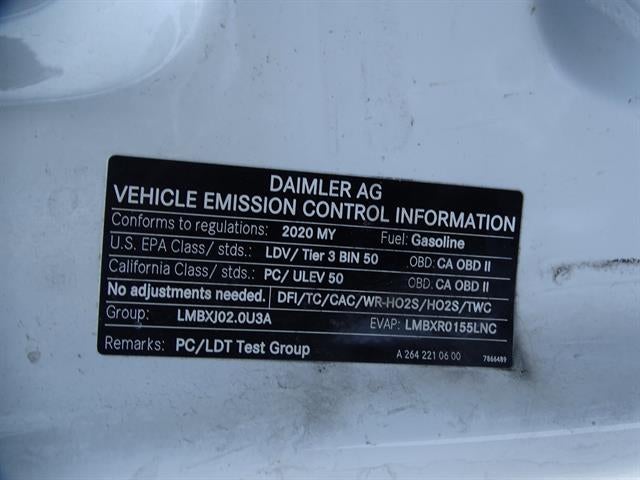 DAIMLER AG
VEHICLE EMISSION CONTROL INFORMATION
Conforms to regulations: 2020 MY Fuel: Gasoline
U.S. EPA Class/ stds.: LDV/ Tier 3 BIN 50 OBD: CA OBD II
California Class/ stds.: PC/ ULEV 50 OBD: CA OBD II
No adjustments needed. DFI/TC/CAC/WR-HO2S/HO2S/TWC
Group: LMBXJ02.0U3A EVAP: LMBXR0155LNC
Remarks: PC/LDT Test Group A 264 221 06 00 7866489